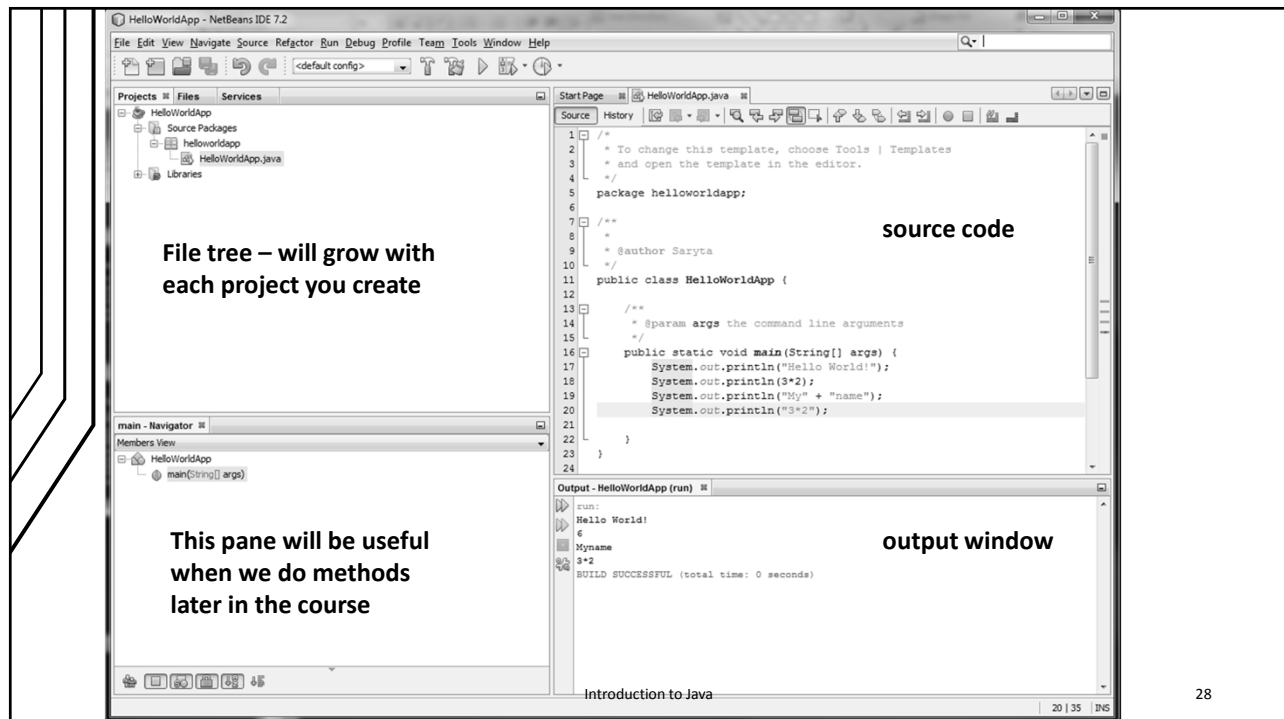 HelloWorldApp - NetBeans IDE 7.2
File Edit View Navigate Source Refactor Run Debug Profile Team Tools Window Help
<default config>
Projects Files Services
HelloWorldApp
Source Packages
helloworldapp
HelloWorldApp.java
Libraries
File tree – will grow with
each project you create
main - Navigator
Members View
HelloWorldApp
main(String[] args)
This pane will be useful
when we do methods
later in the course
Start Page HelloWorldApp.java
Source History
1 /*
2 * To change this template, choose Tools | Templates
3 * and open the template in the editor.
4 */
5 package helloworldapp;
6
7 /**
8 *
9 * @author Saryta
10 */
11 public class HelloWorldApp {
12
13 /**
14 * @param args the command line arguments
15 */
16 public static void main(String[] args) {
17 System.out.println("Hello World!");
18 System.out.println(3*2);
19 System.out.println("My" + "name");
20 System.out.println("3*2");
21
22 }
23 }
24
source code
Output - HelloWorldApp (run)
run:
Hello World!
6
Myname
3*2
BUILD SUCCESSFUL (total time: 0 seconds)
output window
20 | 35 INS
Introduction to Java
28